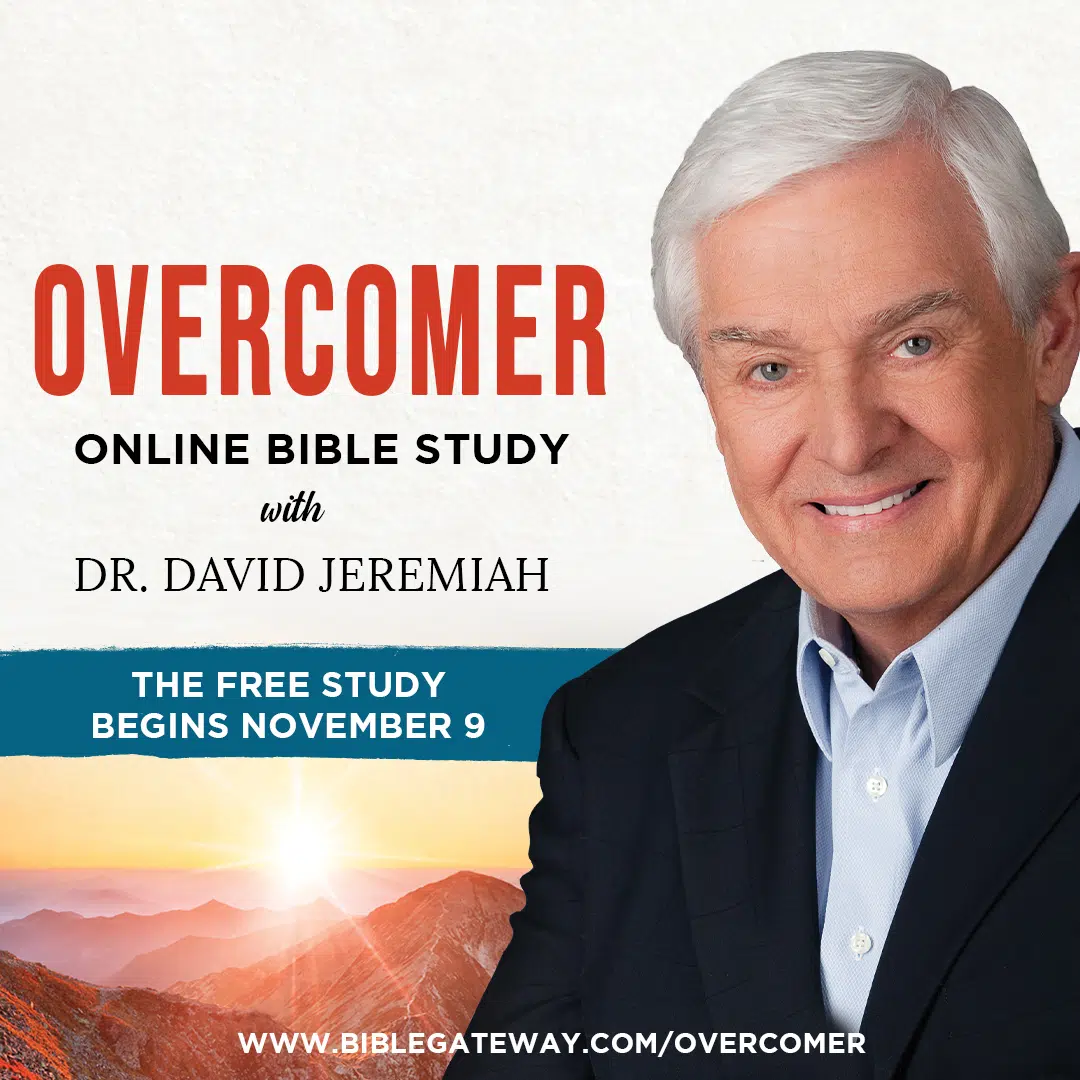 OVERCOMER
ONLINE BIBLE STUDY
with
DR. DAVID JEREMIAH
THE FREE STUDY
BEGINS NOVEMBER 9
WWW.BIBLEGATEWAY.COM/OVERCOMER